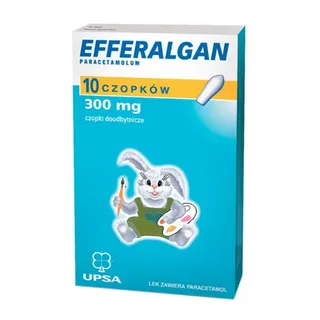 EFFERALGAN
PARACETAMOLUM
10 CZOPKÓW
300 mg
czopki doodbytnicze
UPSA
LEK ZAWIERA PARACETAMOL